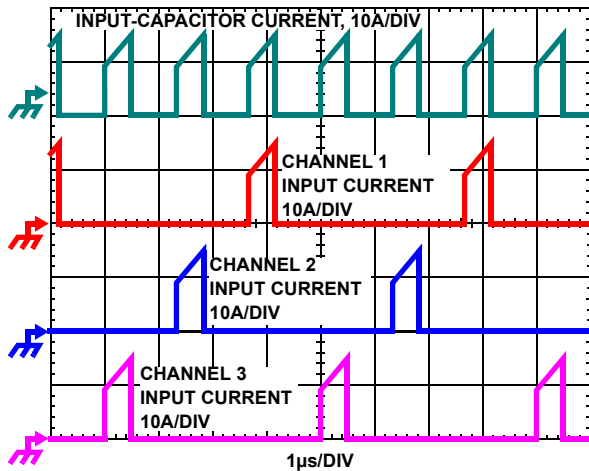 INPUT-CAPACITOR CURRENT, 10A/DIV
CHANNEL 1
INPUT CURRENT
10A/DIV
CHANNEL 2
INPUT CURRENT
10A/DIV
CHANNEL 3
INPUT CURRENT
10A/DIV
1µs/DIV